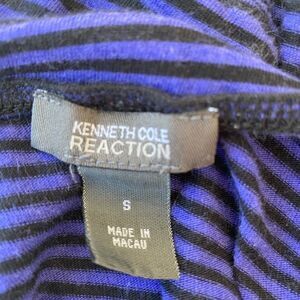 KENNETH COLE
REACTION
S
MADE IN
MACAU